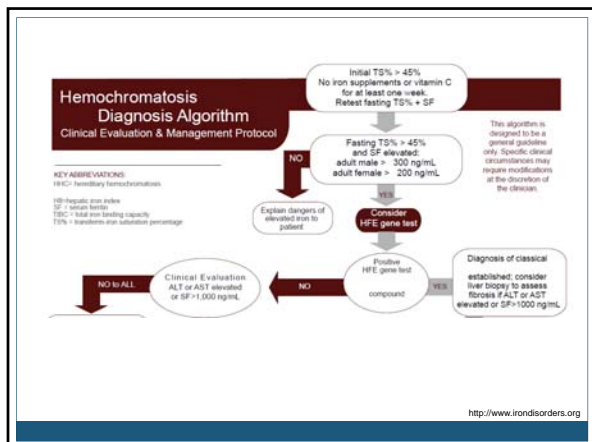 Initial TS% > 45%
No iron supplements or vitamin C
for at least one week.
Retest fasting TS% + SF
Hemochromatosis
Diagnosis Algorithm
Clinical Evaluation & Management Protocol
This algorithm is
designed to be a
general guideline
only. Specific clinical
circumstances may
require modifications
at the discretion of
the clinician.
KEY ABBREVIATIONS:
HHC= hereditary hemochromatosis
HII=hepatic iron index
SF = serum ferritin
TIBC = total iron binding capacity
TS% = transferrin iron saturation percentage
Fasting TS% > 45%
and SF elevated:
adult male > 300 ng/mL
adult female > 200 ng/mL
NO
YES
Explain dangers of
elevated iron to
patient
Consider
HFE gene test
Positive
HFE gene test
compound
NO
YES
Clinical Evaluation
ALT or AST elevated
or SF>1,000 ng/mL
NO to ALL
Diagnosis of classical
established; consider
liver biopsy to assess
fibrosis if ALT or AST
elevated or SF>1000 ng/mL
http://www.irondisorders.org